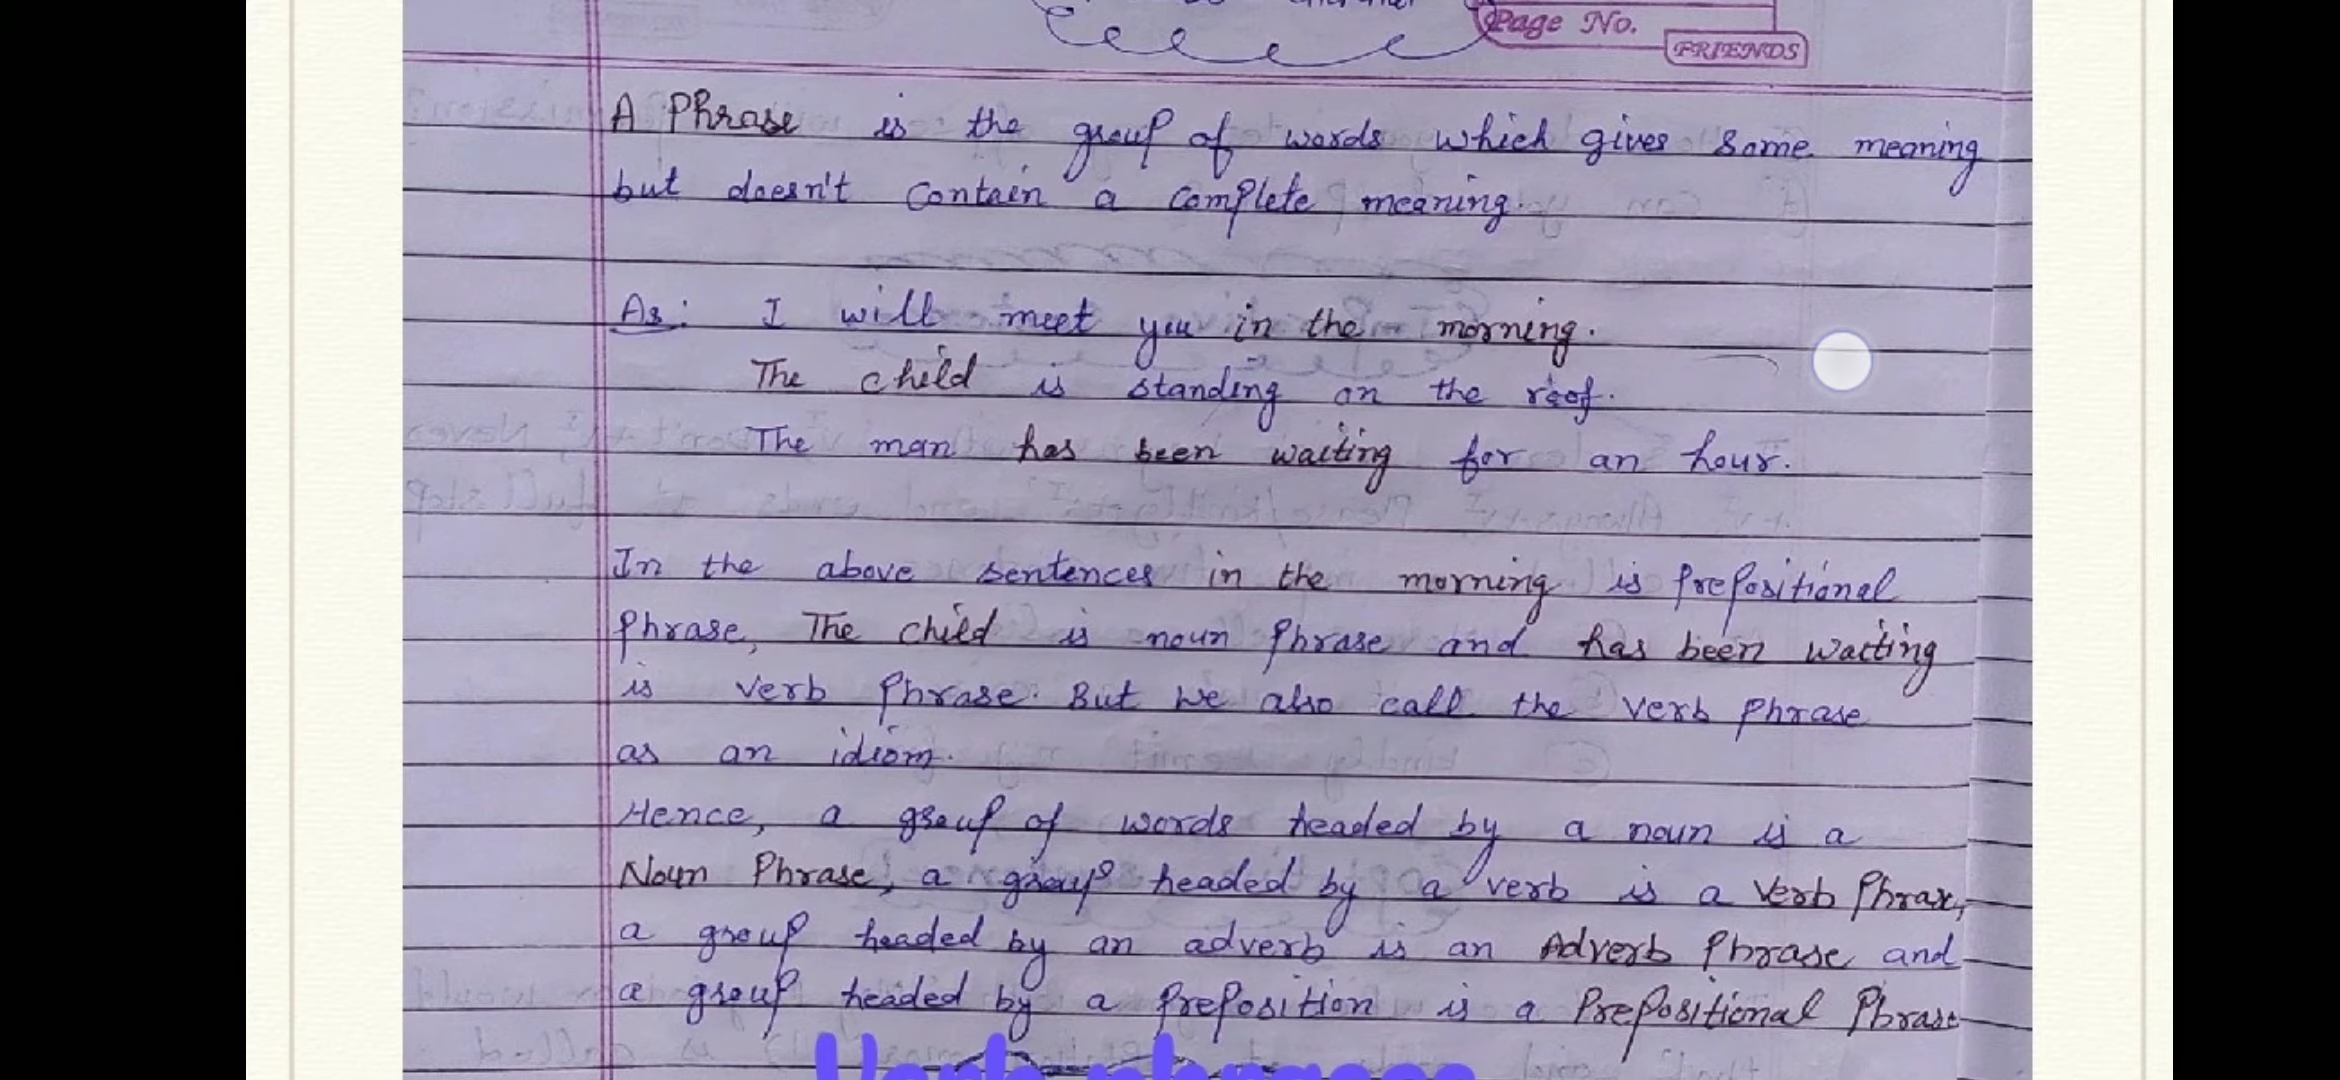 Page No.
FRIENDS
A Phrase is the group of words which gives some meaning
but doesn't contain a complete meaning.
As: I will meet you in the morning.
The child is standing on the roof.
The man has been waiting for an hour.
In the above sentences in the morning is prepositional
phrase, The child is noun phrase and has been waiting
is verb phrase. But we also call the verb phrase
as an idiom.
Hence, a group of words headed by a noun is a
Noun Phrase, a group headed by a verb is a Verb Phrase,
a group headed by an adverb is an Adverb Phrase and
a group headed by a preposition is a Prepositional Phrase
Verb phrases